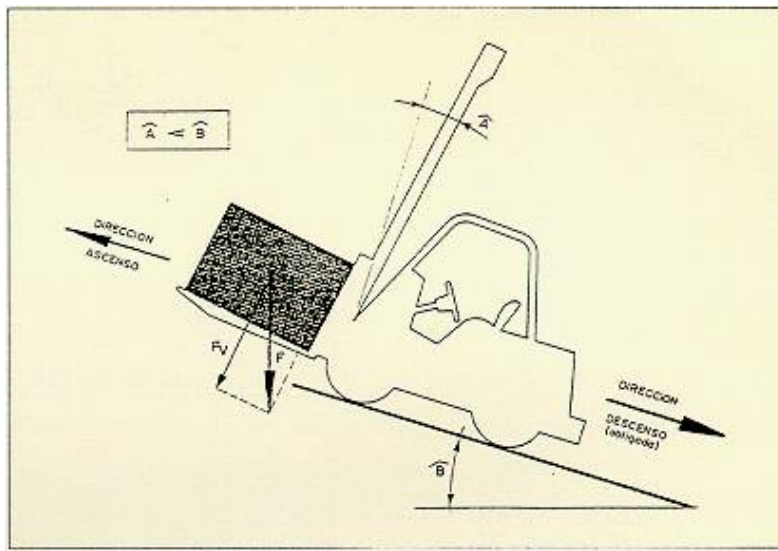 Â < B̂
Â
DIRECCION
ASCENSO
Fv
F
DIRECCION
DESCENSO
(obligada)
B̂